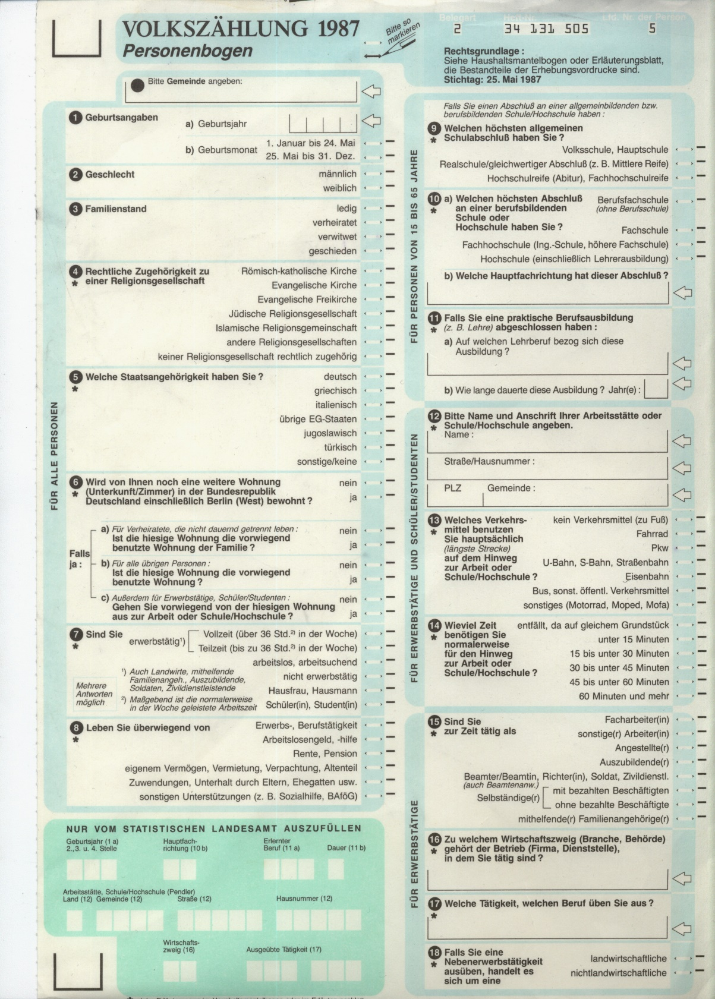 VOLKSZÄHLUNG 1987
Personenbogen
Bitte so
markieren
Belegart
Heft-Nr.
Lfd. Nr. der Person
2
34 131 505
5
Rechtsgrundlage :
Siehe Haushaltsmantelbogen oder Erläuterungsblatt,
die Bestandteile der Erhebungsvordrucke sind.
Stichtag: 25. Mai 1987
Bitte Gemeinde angeben:
FÜR ALLE PERSONEN
1 Geburtsangaben
a) Geburtsjahr
b) Geburtsmonat
1. Januar bis 24. Mai
25. Mai bis 31. Dez.
2 Geschlecht
männlich
weiblich
3 Familienstand
ledig
verheiratet
verwitwet
geschieden
4 Rechtliche Zugehörigkeit zu
* einer Religionsgesellschaft
Römisch-katholische Kirche
Evangelische Kirche
Evangelische Freikirche
Jüdische Religionsgesellschaft
Islamische Religionsgemeinschaft
andere Religionsgesellschaften
keiner Religionsgesellschaft rechtlich zugehörig
5 Welche Staatsangehörigkeit haben Sie ?
*
deutsch
griechisch
italienisch
übrige EG-Staaten
jugoslawisch
türkisch
sonstige/keine
6 Wird von Ihnen noch eine weitere Wohnung
* (Unterkunft/Zimmer) in der Bundesrepublik
Deutschland einschließlich Berlin (West) bewohnt ?
nein
ja
Falls
ja :
a) Für Verheiratete, die nicht dauernd getrennt leben :
Ist die hiesige Wohnung die vorwiegend
benutzte Wohnung der Familie ?
nein
ja
b) Für alle übrigen Personen :
Ist die hiesige Wohnung die vorwiegend
benutzte Wohnung ?
nein
ja
c) Außerdem für Erwerbstätige, Schüler/Studenten :
Gehen Sie vorwiegend von der hiesigen Wohnung
aus zur Arbeit oder Schule/Hochschule ?
nein
ja
7 Sind Sie
*
erwerbstätig¹)
Vollzeit (über 36 Std.²) in der Woche)
Teilzeit (bis zu 36 Std.²) in der Woche)
arbeitslos, arbeitsuchend
nicht erwerbstätig
Hausfrau, Hausmann
Schüler(in), Student(in)
Mehrere
Antworten
möglich
¹) Auch Landwirte, mithelfende
Familienangeh., Auszubildende,
Soldaten, Zivildienstleistende
²) Maßgebend ist die normalerweise
in der Woche geleistete Arbeitszeit
8 Leben Sie überwiegend von
*
Erwerbs-, Berufstätigkeit
Arbeitslosengeld, -hilfe
Rente, Pension
eigenem Vermögen, Vermietung, Verpachtung, Altenteil
Zuwendungen, Unterhalt durch Eltern, Ehegatten usw.
sonstigen Unterstützungen (z. B. Sozialhilfe, BAföG)
NUR VOM STATISTISCHEN LANDESAMT AUSZUFÜLLEN
Geburtsjahr (1 a)
2.,3. u. 4. Stelle
Hauptfach-
richtung (10 b)
Erlernter
Beruf (11 a)
Dauer (11 b)
Arbeitsstätte, Schule/Hochschule (Pendler)
Land (12) Gemeinde (12)
Straße (12)
Hausnummer (12)
Wirtschafts-
zweig (16)
Ausgeübte Tätigkeit (17)
FÜR PERSONEN VON 15 BIS 65 JAHRE
Falls Sie einen Abschluß an einer allgemeinbildenden bzw.
berufsbildenden Schule/Hochschule haben :
9 Welchen höchsten allgemeinen
* Schulabschluß haben Sie ?
Volksschule, Hauptschule
Realschule/gleichwertiger Abschluß (z. B. Mittlere Reife)
Hochschulreife (Abitur), Fachhochschulreife
10 a) Welchen höchsten Abschluß
* an einer berufsbildenden
Schule oder
Hochschule haben Sie ?
Berufsfachschule
(ohne Berufsschule)
Fachschule
Fachhochschule (Ing.-Schule, höhere Fachschule)
Hochschule (einschließlich Lehrerausbildung)
b) Welche Hauptfachrichtung hat dieser Abschluß ?
11 Falls Sie eine praktische Berufsausbildung
* (z. B. Lehre) abgeschlossen haben :
a) Auf welchen Lehrberuf bezog sich diese
Ausbildung ?
b) Wie lange dauerte diese Ausbildung ? Jahr(e) :
FÜR ERWERBSTÄTIGE UND SCHÜLER/STUDENTEN
12 Bitte Name und Anschrift Ihrer Arbeitsstätte oder
* Schule/Hochschule angeben.
Name :
Straße/Hausnummer :
PLZ
Gemeinde :
13 Welches Verkehrs-
* mittel benutzen
Sie hauptsächlich
(längste Strecke)
auf dem Hinweg
zur Arbeit oder
Schule/Hochschule ?
kein Verkehrsmittel (zu Fuß)
Fahrrad
Pkw
U-Bahn, S-Bahn, Straßenbahn
Eisenbahn
Bus, sonst. öffentl. Verkehrsmittel
sonstiges (Motorrad, Moped, Mofa)
14 Wieviel Zeit
* benötigen Sie
normalerweise
für den Hinweg
zur Arbeit oder
Schule/Hochschule ?
entfällt, da auf gleichem Grundstück
unter 15 Minuten
15 bis unter 30 Minuten
30 bis unter 45 Minuten
45 bis unter 60 Minuten
60 Minuten und mehr
FÜR ERWERBSTÄTIGE
15 Sind Sie
* zur Zeit tätig als
Facharbeiter(in)
sonstige(r) Arbeiter(in)
Angestellte(r)
Auszubildende(r)
Beamter/Beamtin, Richter(in), Soldat, Zivildienstl.
(auch Beamtenanw.)
Selbständige(r)
mit bezahlten Beschäftigten
ohne bezahlte Beschäftigte
mithelfende(r) Familienangehörige(r)
16 Zu welchem Wirtschaftszweig (Branche, Behörde)
* gehört der Betrieb (Firma, Dienststelle),
in dem Sie tätig sind ?
17 Welche Tätigkeit, welchen Beruf üben Sie aus ?
*
18 Falls Sie eine
* Nebenerwerbstätigkeit
ausüben, handelt es
sich um eine
landwirtschaftliche
nichtlandwirtschaftliche